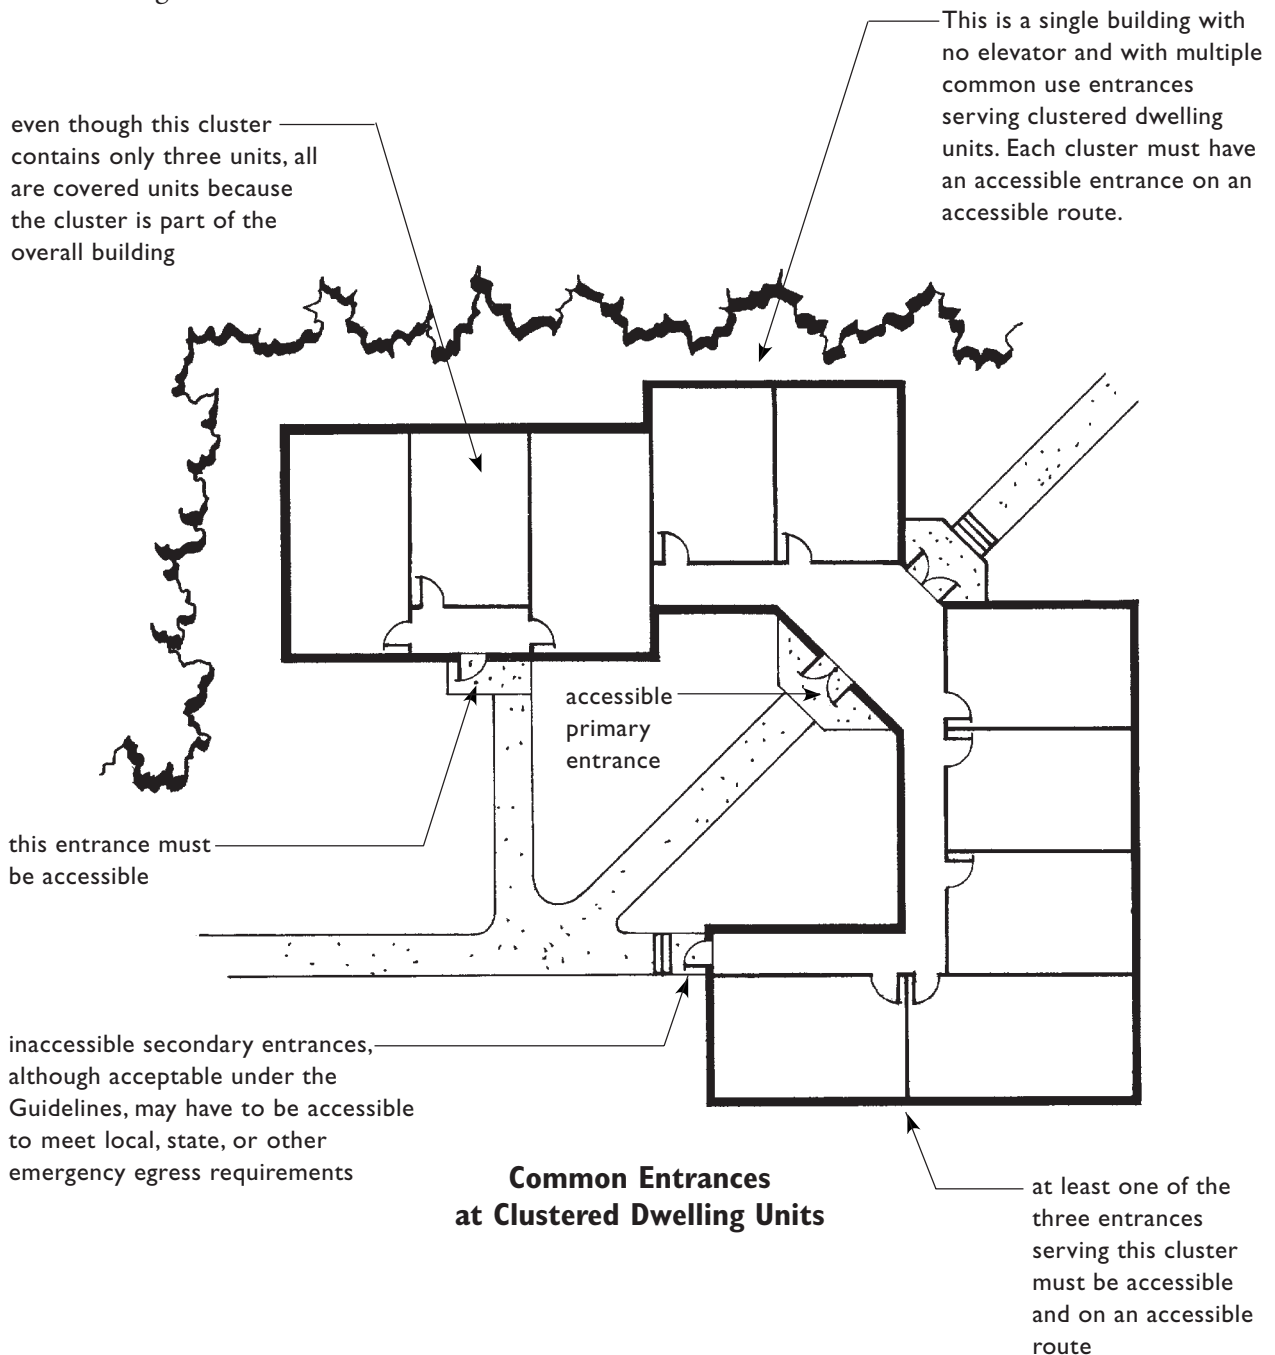 This is a single building with
no elevator and with multiple
common use entrances
serving clustered dwelling
units. Each cluster must have
an accessible entrance on an
accessible route.
even though this cluster
contains only three units, all
are covered units because
the cluster is part of the
overall building
accessible
primary
entrance
this entrance must
be accessible
inaccessible secondary entrances,
although acceptable under the
Guidelines, may have to be accessible
to meet local, state, or other
emergency egress requirements
Common Entrances
at Clustered Dwelling Units
at least one of the
three entrances
serving this cluster
must be accessible
and on an accessible
route